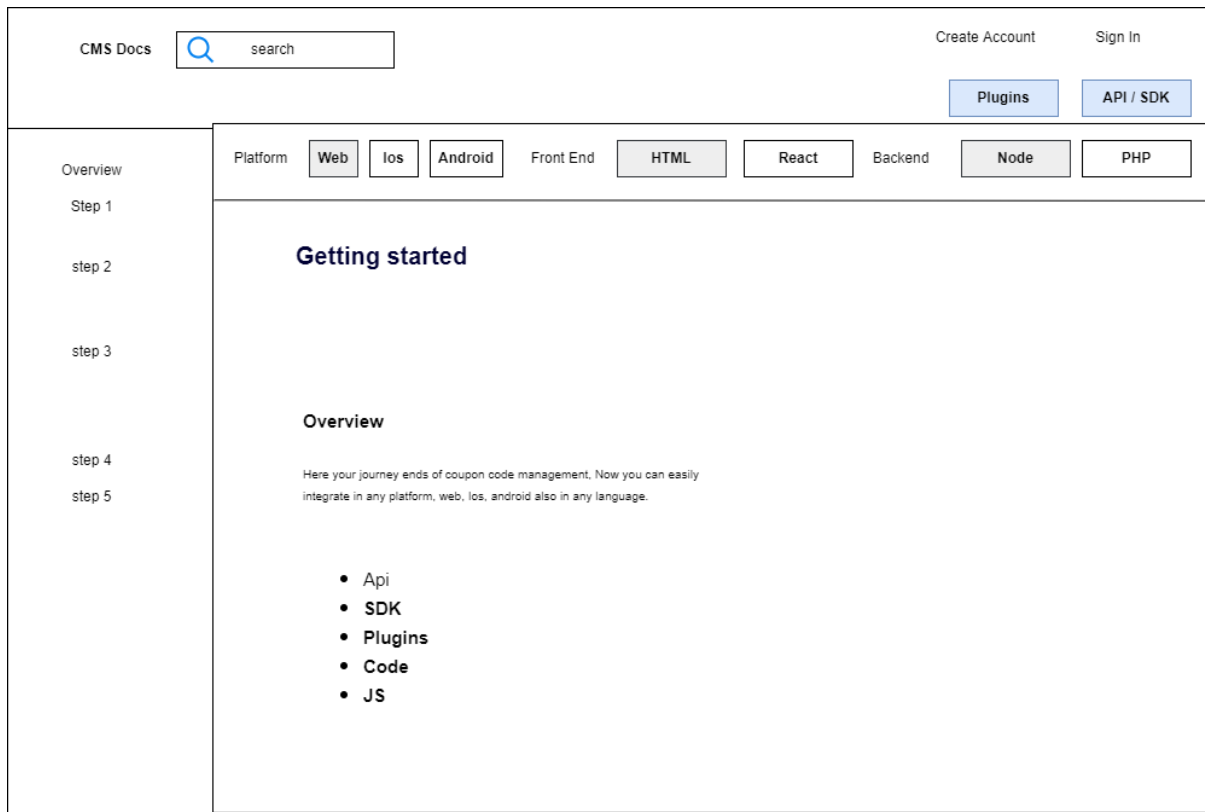 CMS Docs
search
Create Account
Sign In
Plugins
API / SDK
Platform
Web
Ios
Android
Front End
HTML
React
Backend
Node
PHP
Overview
Step 1
step 2
step 3
step 4
step 5
Getting started
Overview
Here your journey ends of coupon code management, Now you can easily
integrate in any platform, web, Ios, android also in any language.
Api
SDK
Plugins
Code
JS